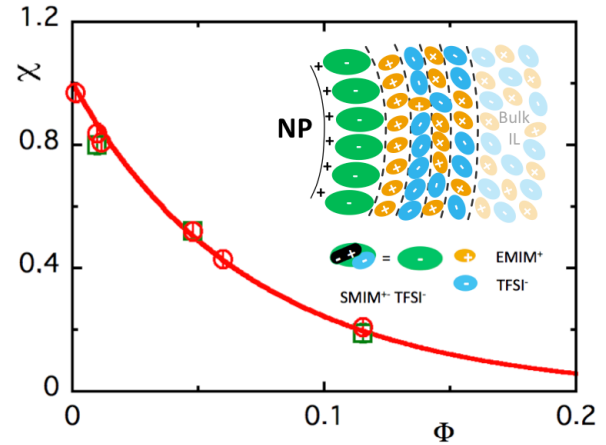 1.2
χ
0.8
0.4
0
0
0.1
0.2
Φ
NP
Bulk
IL
= EMIM⁺
SMIM⁺⁻ TFSI⁻
TFSI⁻